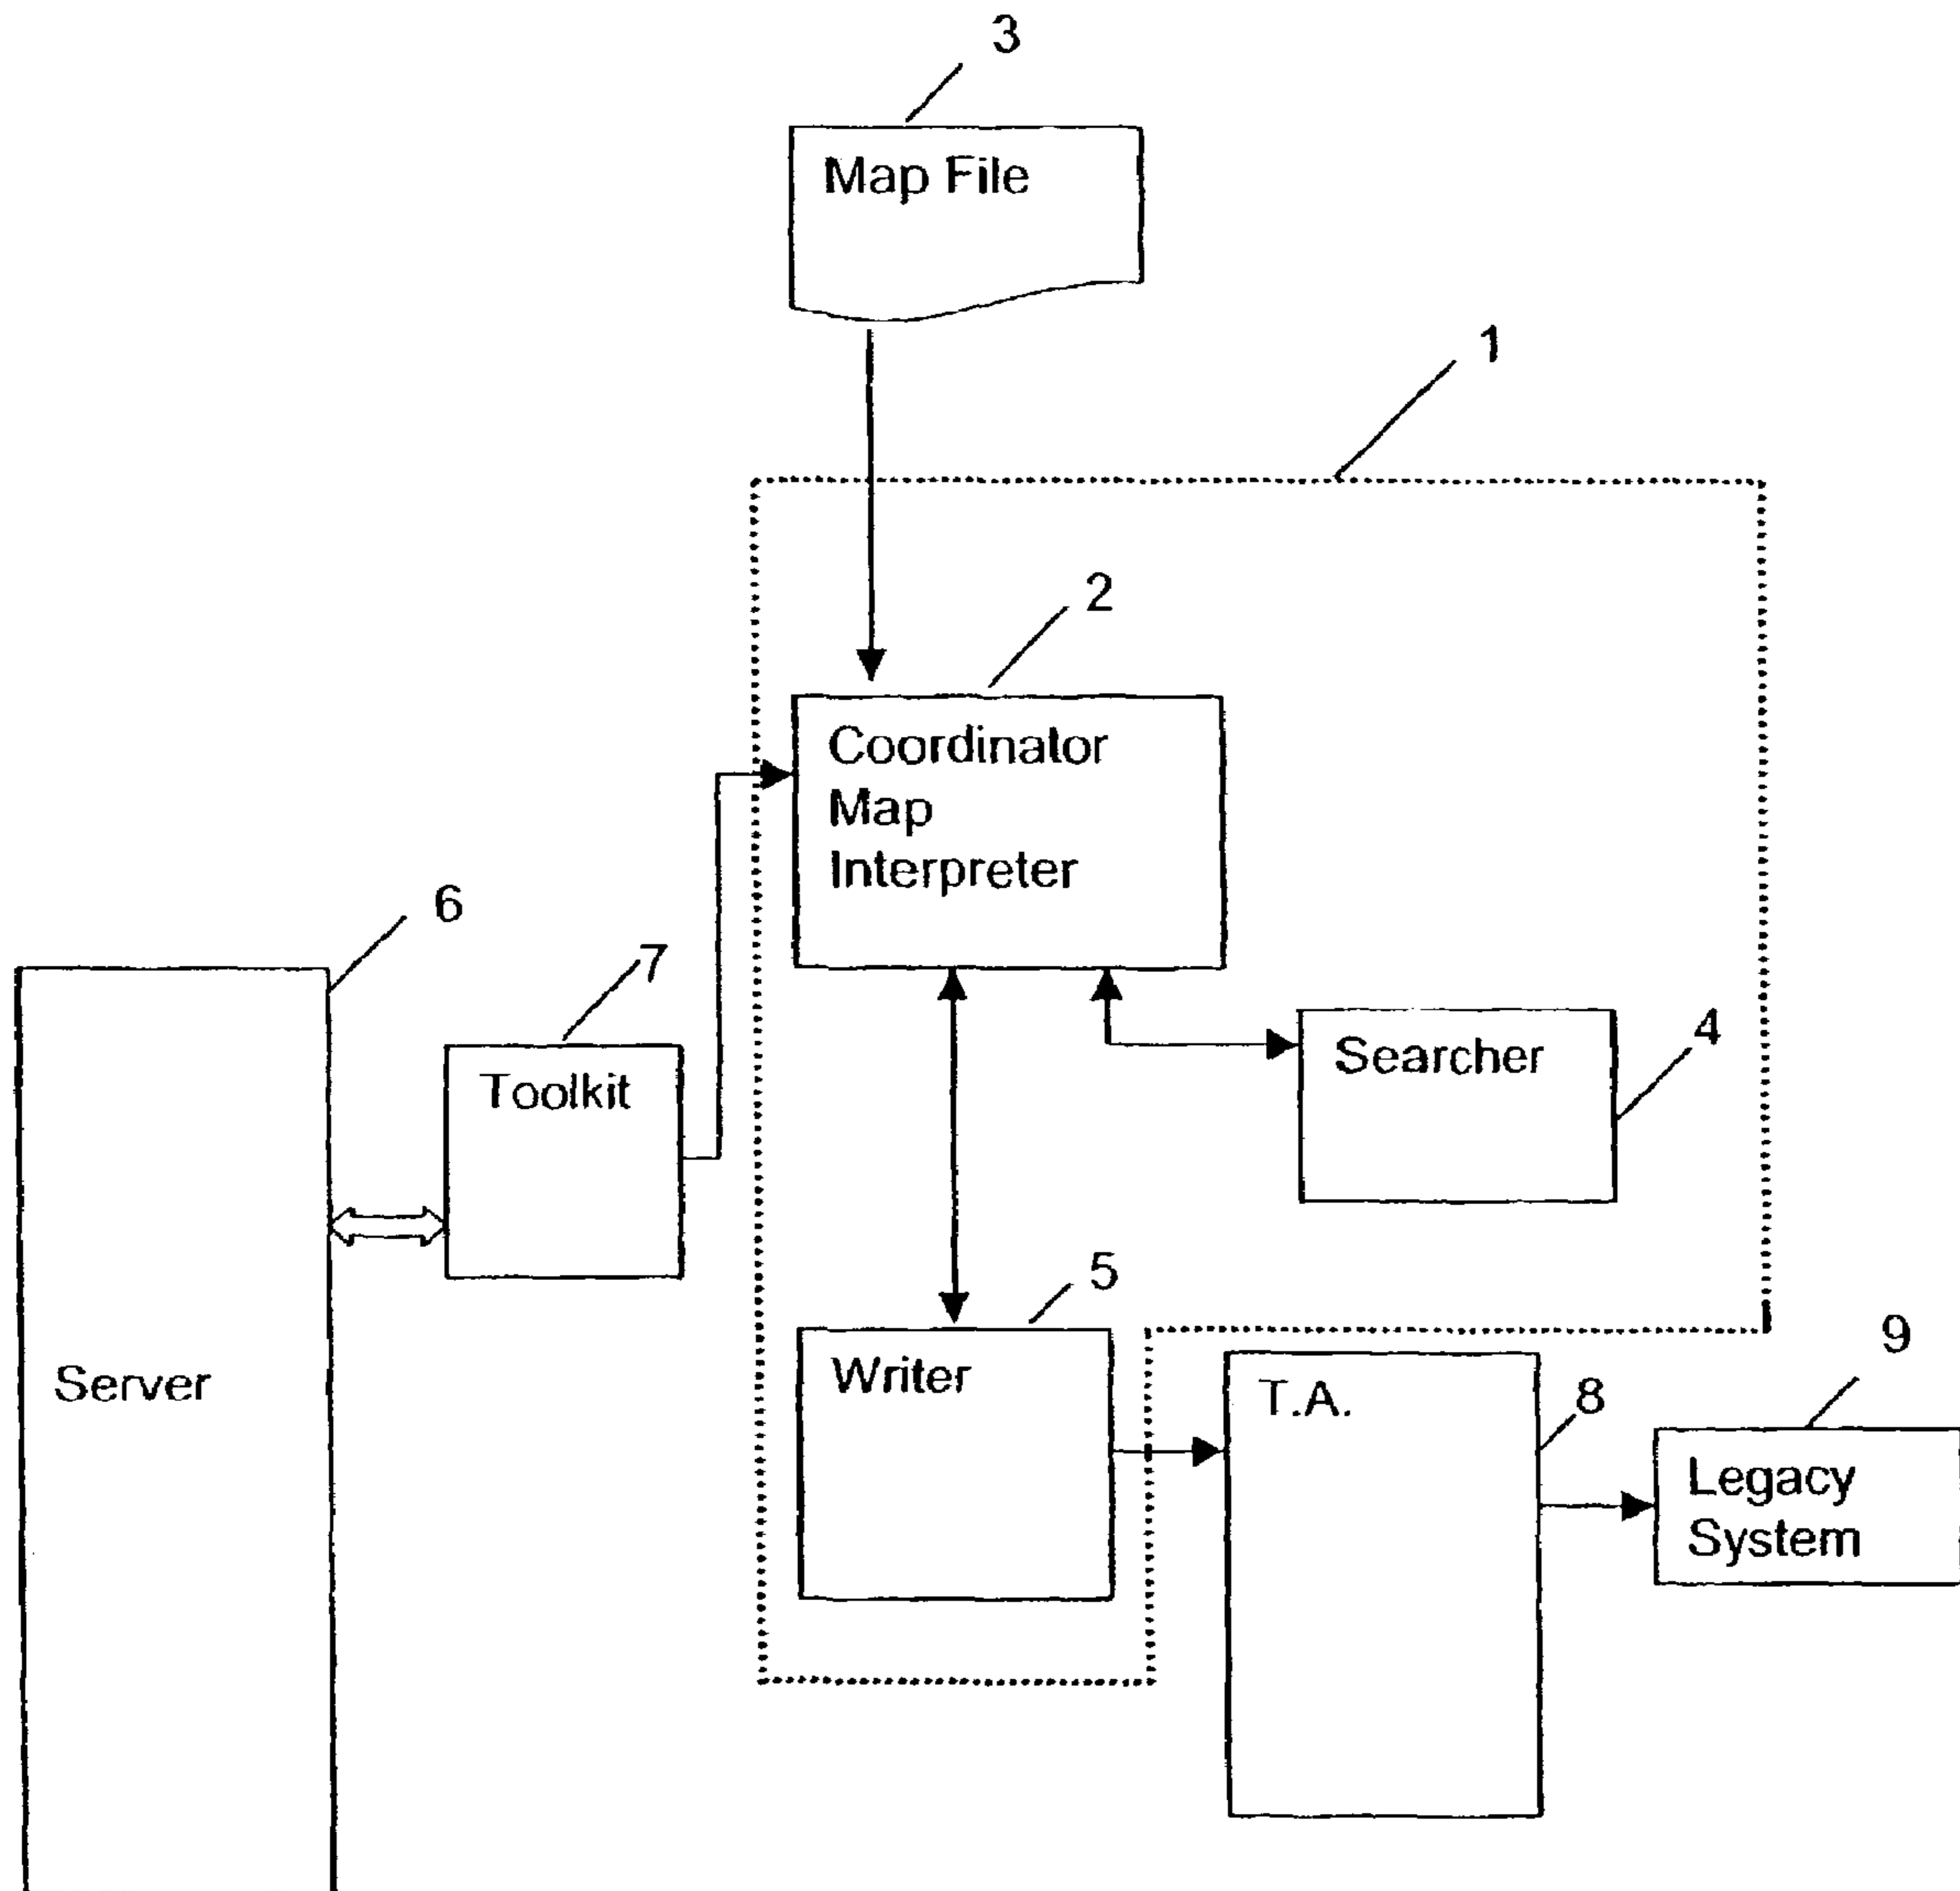 3
Map File
1
2
Coordinator
Map
Interpreter
6
7
Toolkit
Searcher
4
5
Server
Writer
T.A.
8
9
Legacy
System